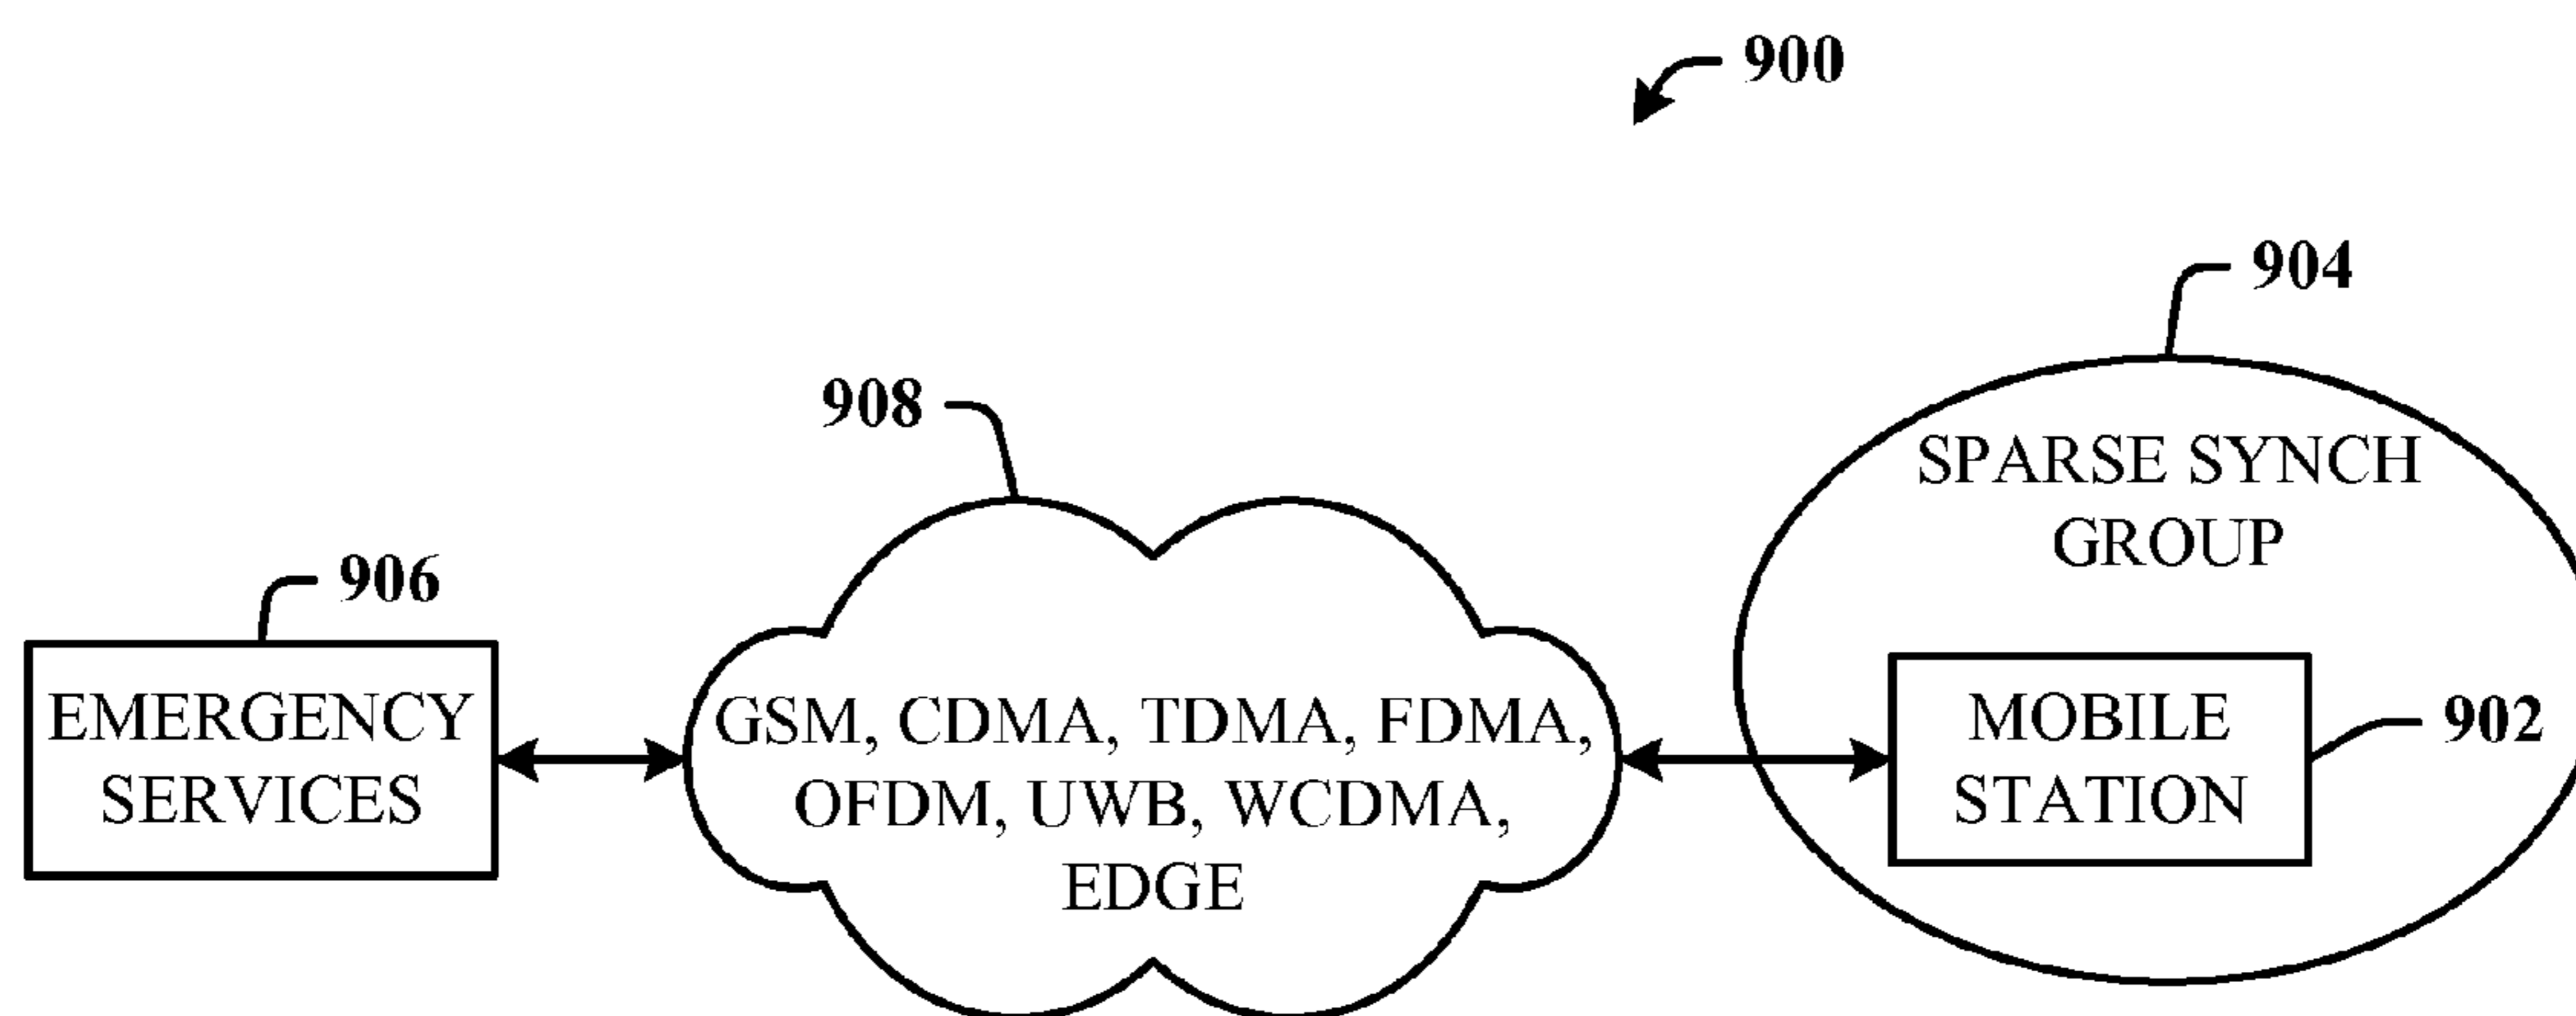 900
904
SPARSE SYNCH
GROUP
908
906
EMERGENCY
SERVICES
GSM, CDMA, TDMA, FDMA,
OFDM, UWB, WCDMA,
EDGE
MOBILE
STATION
902